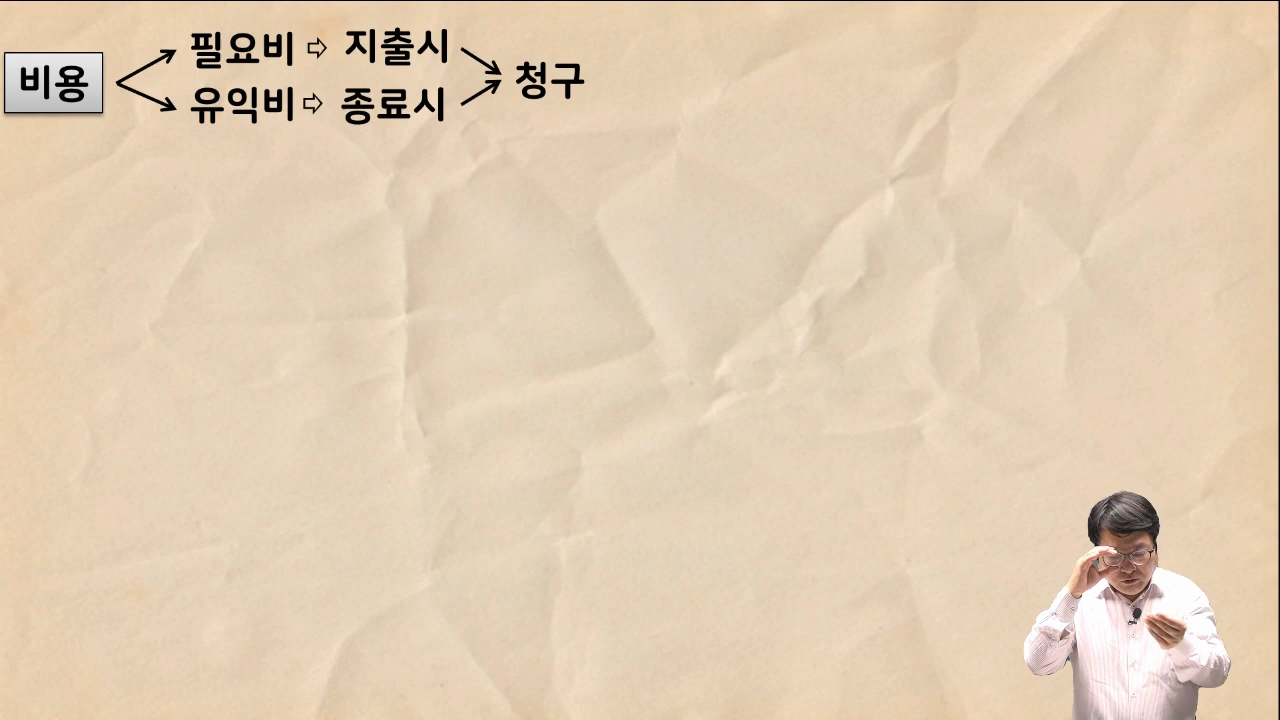 비용
필요비 ⇨ 지출시
유익비 ⇨ 종료시
청구